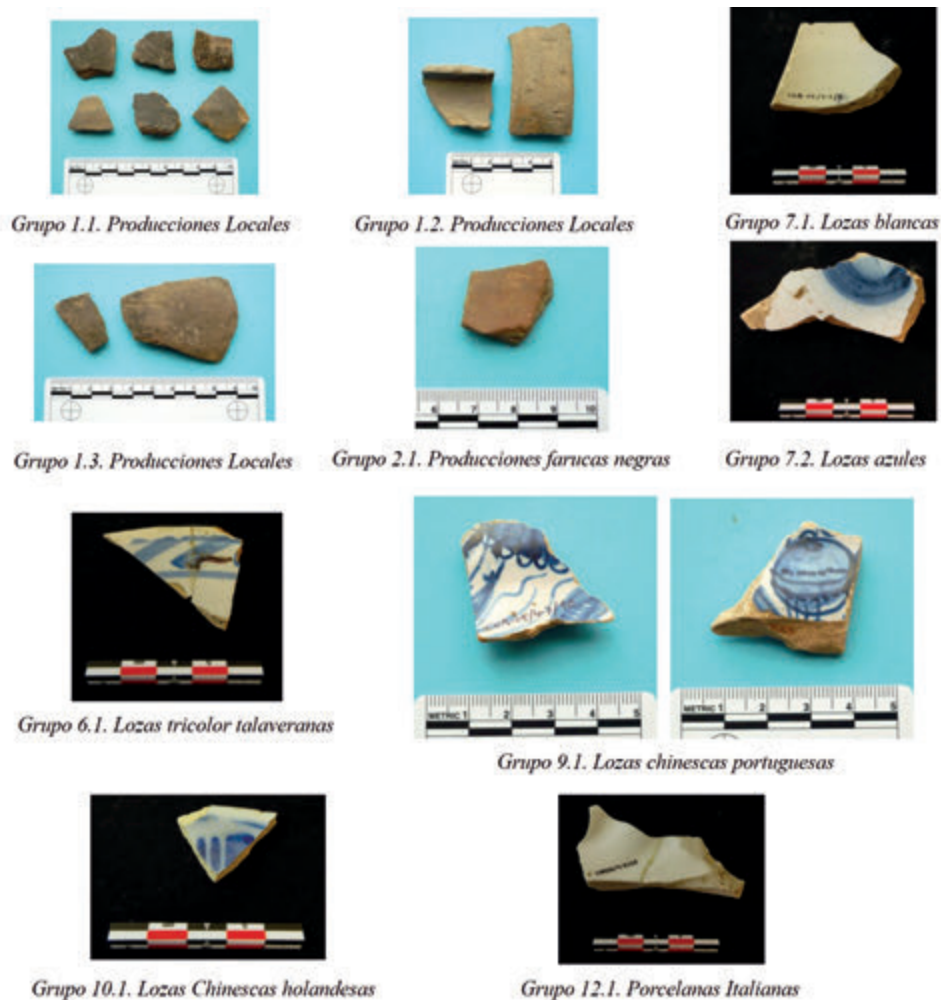 Grupo 1.1. Producciones Locales
Grupo 1.2. Producciones Locales
Grupo 7.1. Lozas blancas
Grupo 1.3. Producciones Locales
Grupo 2.1. Producciones farucas negras
Grupo 7.2. Lozas azules
6 7 8 9 10
Grupo 6.1. Lozas tricolor talaveranas
METRIC 1 2 3 4 5
METRIC 1 2 3 4 5
Grupo 9.1. Lozas chinescas portuguesas
Grupo 10.1. Lozas Chinescas holandesas
Grupo 12.1. Porcelanas Italianas